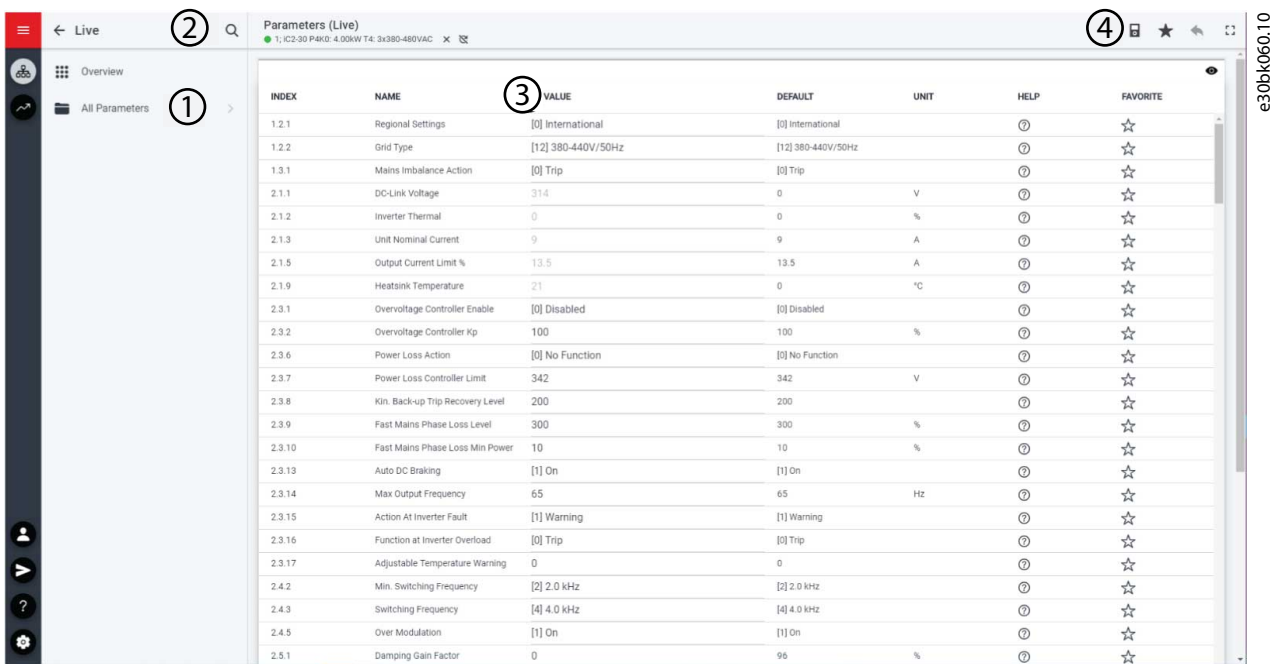 Live
2
Parameters (Live)
1; iC2-30 P4K0: 4.00kW T4: 3x380-480VAC
4
e30bk060.10
Overview
All Parameters
1
INDEX NAME 3 VALUE DEFAULT UNIT HELP FAVORITE
1.2.1 Regional Settings [0] International [0] International
1.2.2 Grid Type [12] 380-440V/50Hz [12] 380-440V/50Hz
1.3.1 Mains Imbalance Action [0] Trip [0] Trip
2.1.1 DC-Link Voltage 314 0 V
2.1.2 Inverter Thermal 0 0 %
2.1.3 Unit Nominal Current 9 9 A
2.1.5 Output Current Limit % 13.5 13.5 A
2.1.9 Heatsink Temperature 21 0 °C
2.3.1 Overvoltage Controller Enable [0] Disabled [0] Disabled
2.3.2 Overvoltage Controller Kp 100 100 %
2.3.6 Power Loss Action [0] No Function [0] No Function
2.3.7 Power Loss Controller Limit 342 342 V
2.3.8 Kin. Back-up Trip Recovery Level 200 200
2.3.9 Fast Mains Phase Loss Level 300 300 %
2.3.10 Fast Mains Phase Loss Min Power 10 10 %
2.3.13 Auto DC Braking [1] On [1] On
2.3.14 Max Output Frequency 65 65 Hz
2.3.15 Action At Inverter Fault [1] Warning [1] Warning
2.3.16 Function at Inverter Overload [0] Trip [0] Trip
2.3.17 Adjustable Temperature Warning 0 0
2.4.2 Min. Switching Frequency [2] 2.0 kHz [2] 2.0 kHz
2.4.3 Switching Frequency [4] 4.0 kHz [4] 4.0 kHz
2.4.5 Over Modulation [1] On [1] On
2.5.1 Damping Gain Factor 0 96 %